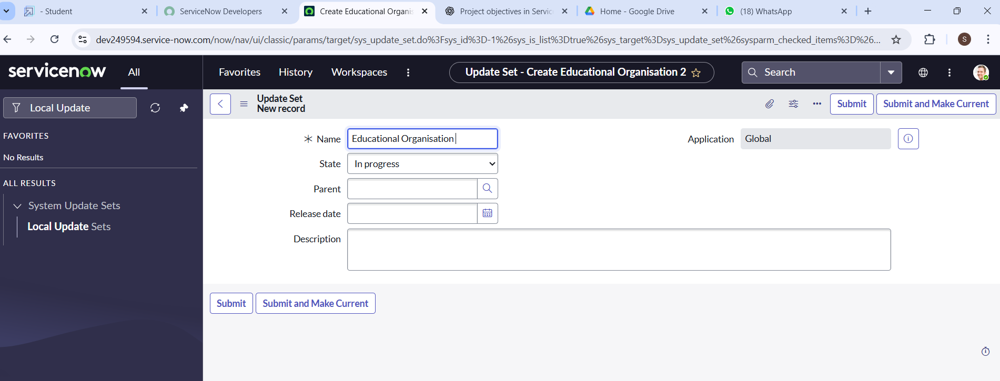 - Student
ServiceNow Developers
Create Educational Organis
Project objectives in Servic
Home - Google Drive
(18) WhatsApp
dev249594.service-now.com/now/nav/ui/classic/params/target/sys_update_set.do%3Fsys_id%3D-1%26sys_is_list%3Dtrue%26sys_target%3Dsys_update_set%26sysparm_checked_items%3D%26...
S
servicenow
All
Favorites
History
Workspaces
Update Set - Create Educational Organisation 2
Search
Local Update
FAVORITES
No Results
ALL RESULTS
System Update Sets
Local Update Sets
Update Set
New record
Submit
Submit and Make Current
Name
Educational Organisation
Application
Global
State
In progress
Parent
Release date
Description
Submit
Submit and Make Current